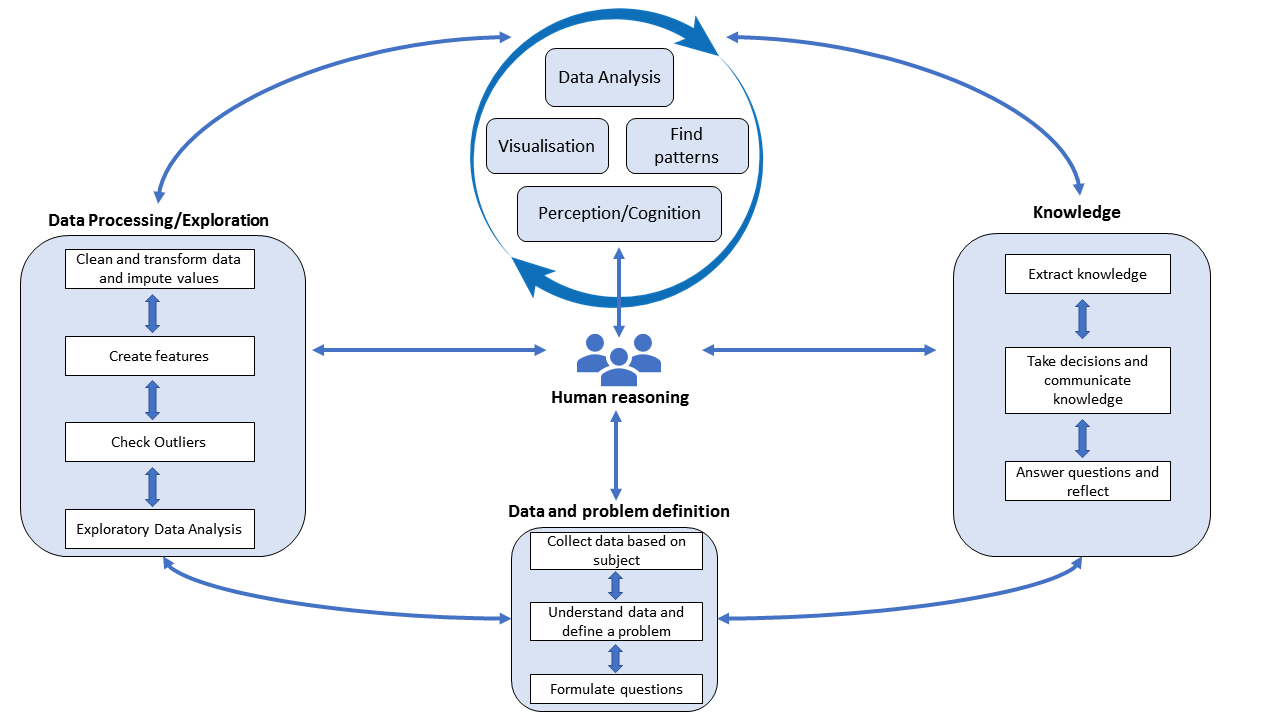 Data Analysis
Visualisation
Find
patterns
Perception/Cognition
Data Processing/Exploration
Clean and transform data
and impute values
Create features
Check Outliers
Exploratory Data Analysis
Human reasoning
Knowledge
Extract knowledge
Take decisions and
communicate
knowledge
Answer questions and
reflect
Data and problem definition
Collect data based on
subject
Understand data and
define a problem
Formulate questions